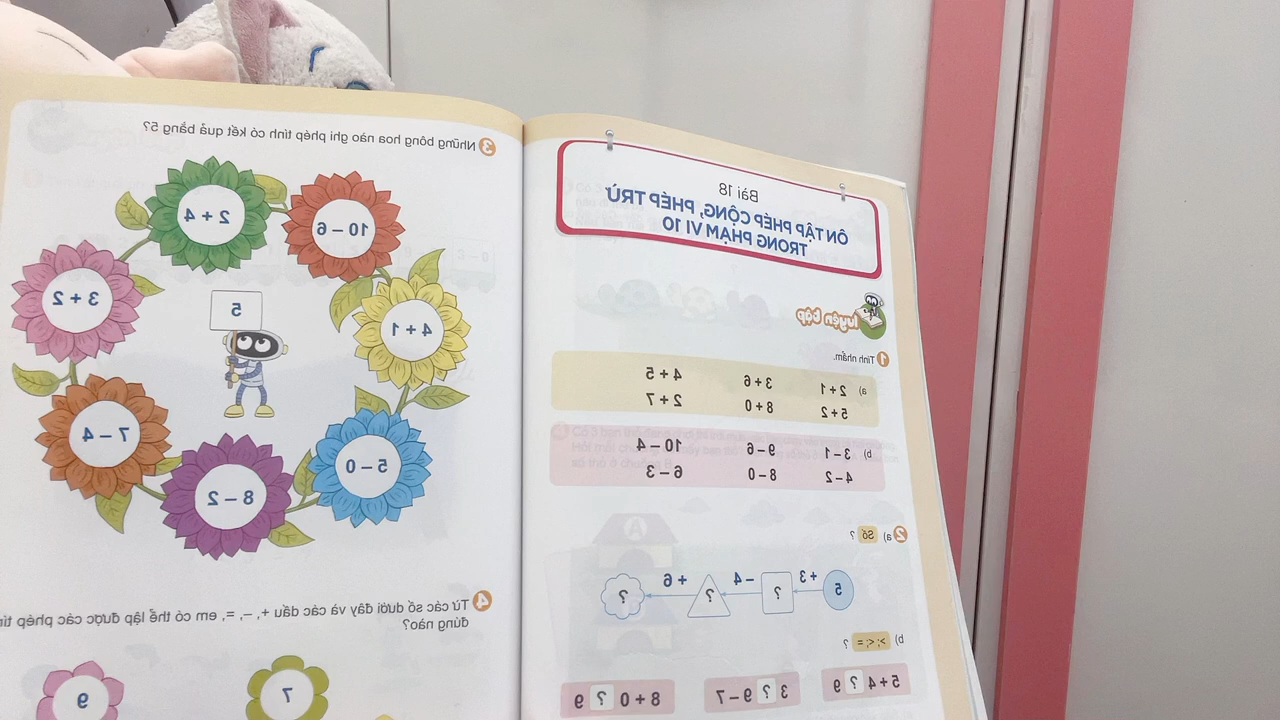 Bài 18
ÔN TẬP PHÉP CỘNG, PHÉP TRỪ
TRONG PHẠM VI 10
Luyện tập
1 Tính nhẩm.
a) 2 + 1 3 + 6 4 + 5
5 + 2 8 + 0 2 + 7
b) 3 – 1 9 – 6 10 – 4
4 – 2 8 – 0 6 – 3
2 a) Số ?
5 + 3 ? – 4 ? + 6 ?
b) >; <; = ?
5 + 4 ? 9 3 ? 9 – 7 8 + 0 ? 9
3 Những bông hoa nào ghi phép tính có kết quả bằng 5?
10 – 6 2 + 4
4 + 1 5 3 + 2
5 – 0 8 – 2 7 – 4
4 Từ các số dưới đây và các dấu +, –, =, em có thể lập được các phép
đúng nào?
7 9